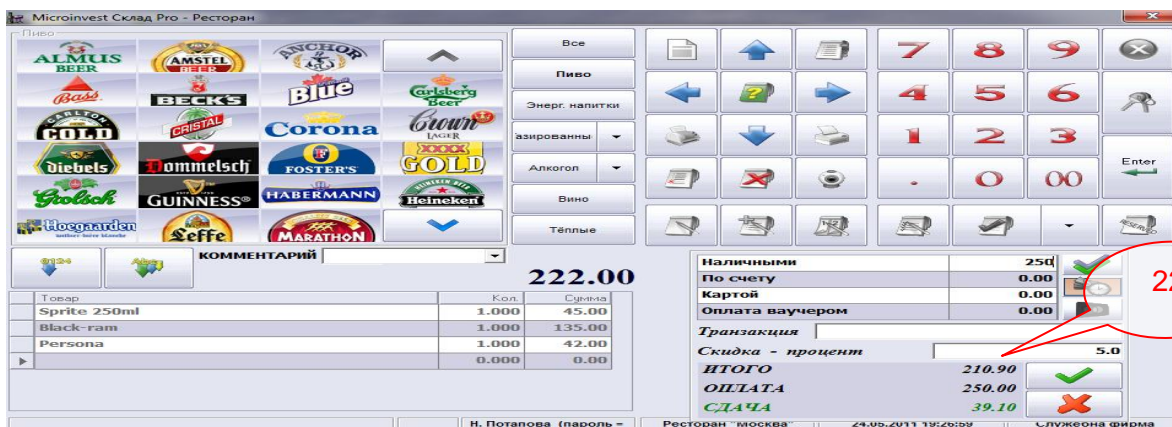 Microinvest Склад Pro - Ресторан
Пиво
ALMUS BEER
AMSTEL BEER
ANCHOR
Все
7
8
9
Bass
BECK'S
Blue
Carlsberg Beer
Пиво
Энерг. напитки
4
5
6
CARLTON COLD
CRISTAL
Corona
Crown LAGER
азированны
1
2
3
Diebels
Dommelsch
FOSTER'S
XXXX GOLD
Алкогол
.
0
00
Enter
Grolsch
GUINNESS®
HABERMANN
Heineken
Вино
Hoegaarden
Leffe
MARATHON
Тёплые
КОММЕНТАРИЙ
222.00
Товар Кол. Сумма
Sprite 250ml 1.000 45.00
Black-ram 1.000 135.00
Persona 1.000 42.00
0.000 0.00
Наличными 250
По счету 0.00
Картой 0.00
Оплата ваучером 0.00
Транзакция
Скидка - процент 5.0
ИТОГО 210.90
ОПЛАТА 250.00
СДАЧА 39.10
22
Н. Потапова (пароль =
Ресторан "Москва"
24.05.2011 19:26:59
Служебна фирма